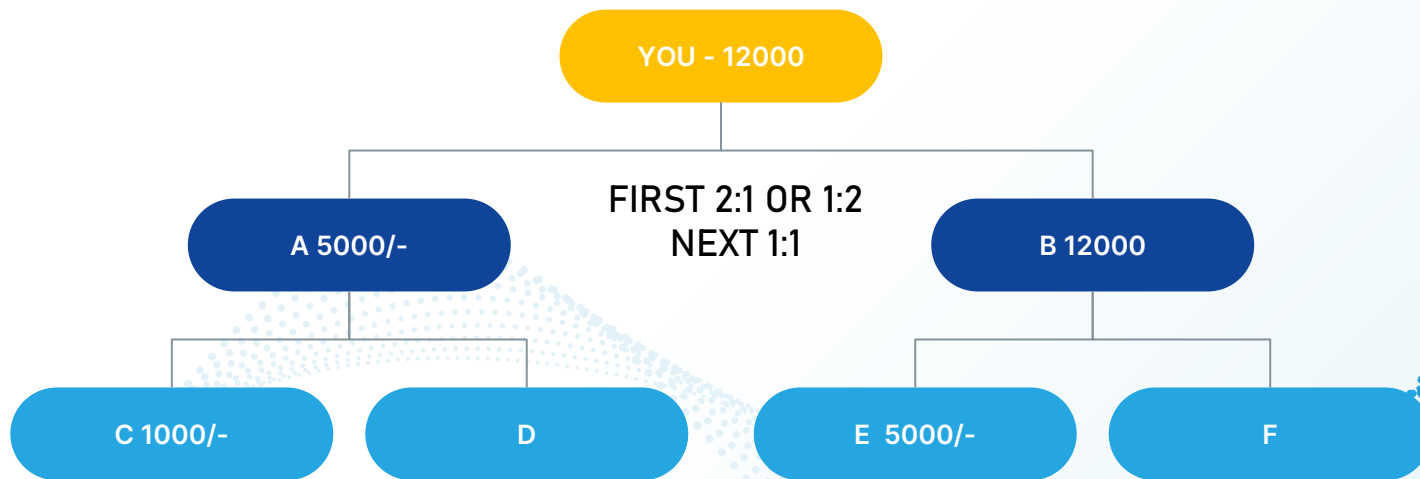 YOU - 12000
FIRST 2:1 OR 1:2
NEXT 1:1
A 5000/-
B 12000
C 1000/-
D
E 5000/-
F